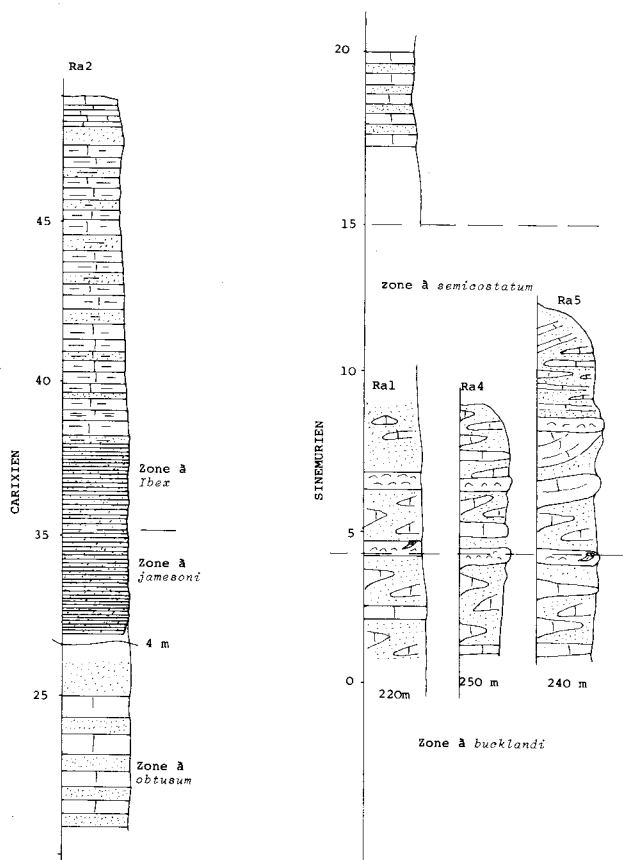 Ra2
45
40
CARIXIEN
Zone à
Ibex
35
Zone à
jamesoni
4 m
25
Zone à
obtusum
20
15
zone à semicostatum
Ra5
10
Ra1
Ra4
SINEMURIEN
5
0
220m
250 m
240 m
Zone à bucklandi